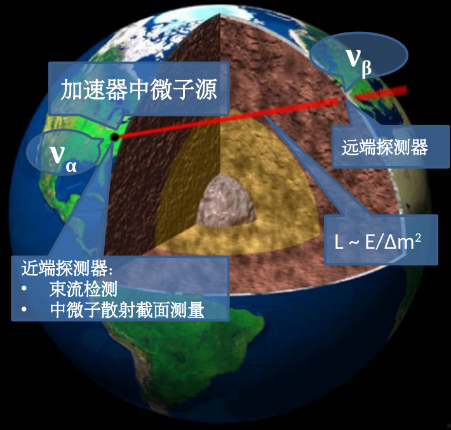 νβ
加速器中微子源
远端探测器
να
L ~ E/Δm²
近端探测器:
• 束流检测
• 中微子散射截面测量